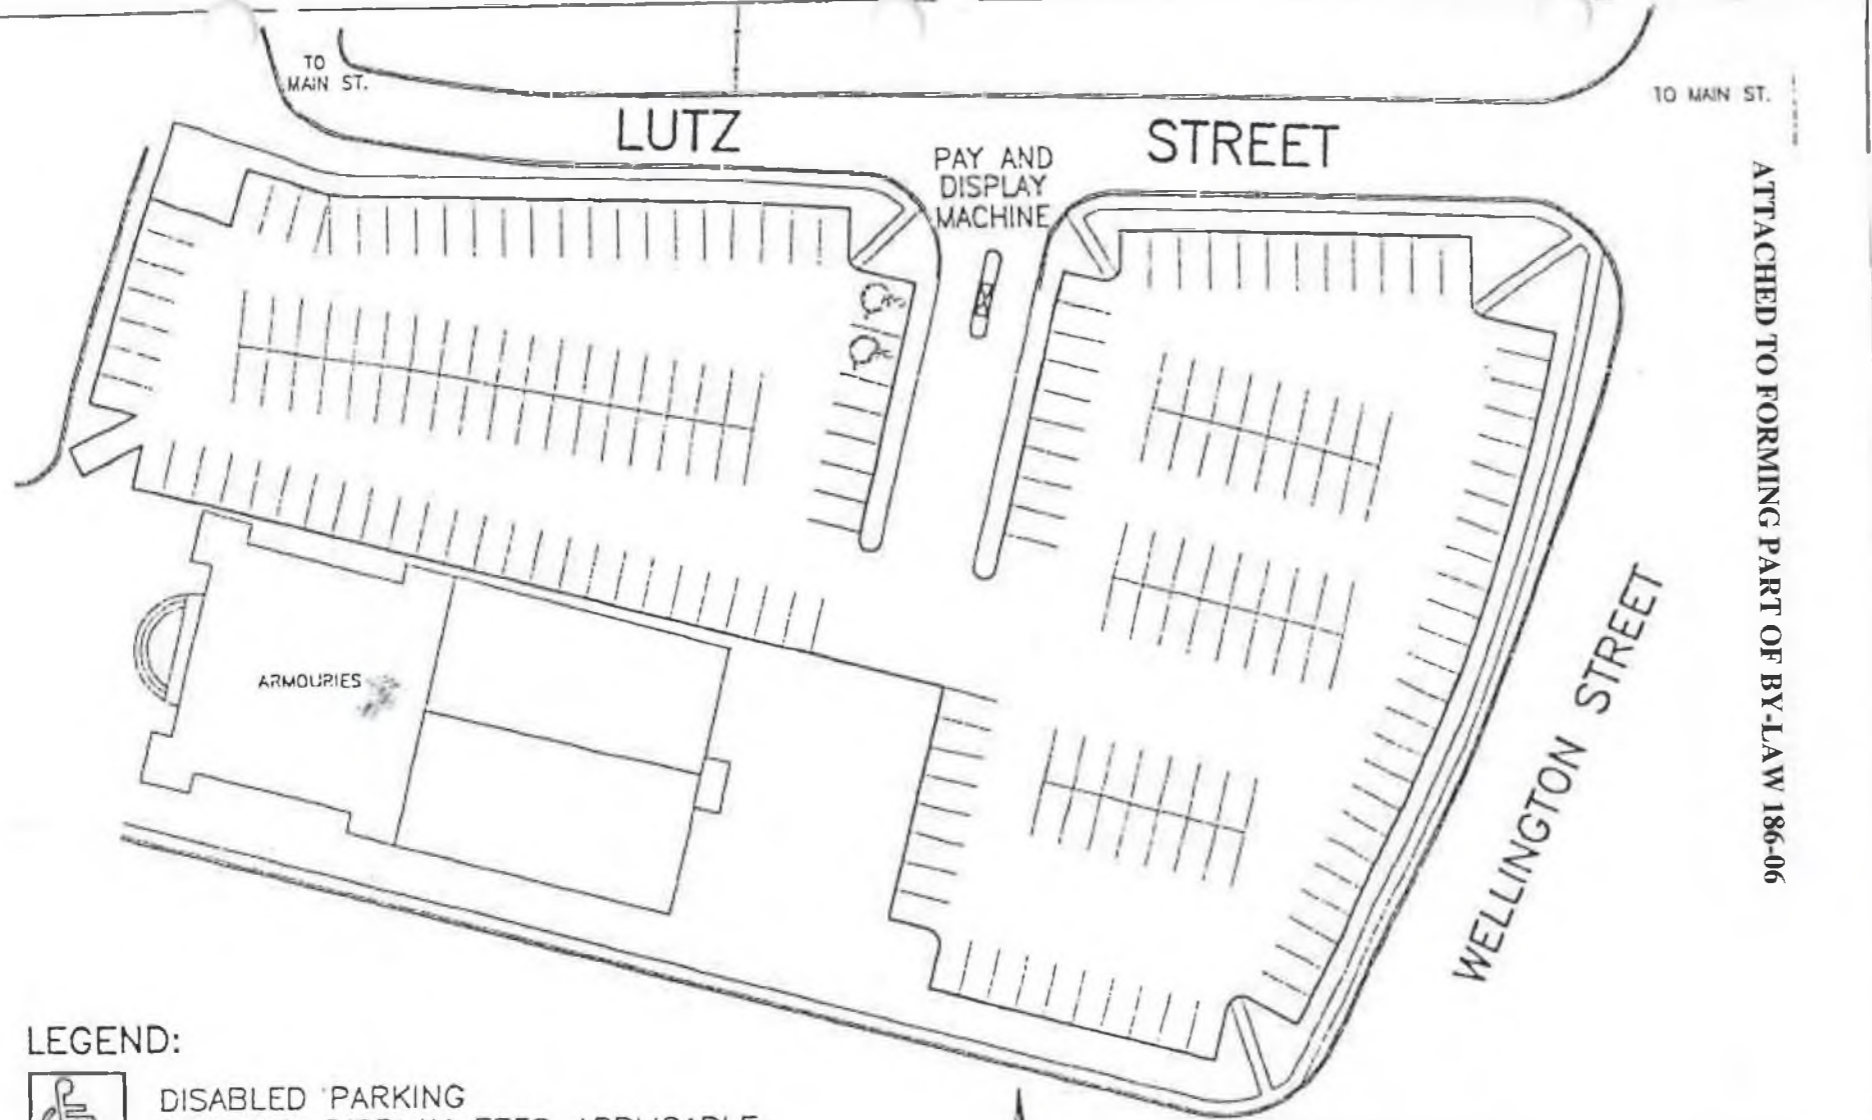 TO
MAIN ST.
LUTZ STREET
TO MAIN ST.
PAY AND
DISPLAY
MACHINE
ATTACHED TO FORMING PART OF BY-LAW 186-06
ARMOURIES
WELLINGTON STREET
LEGEND:
DISABLED PARKING